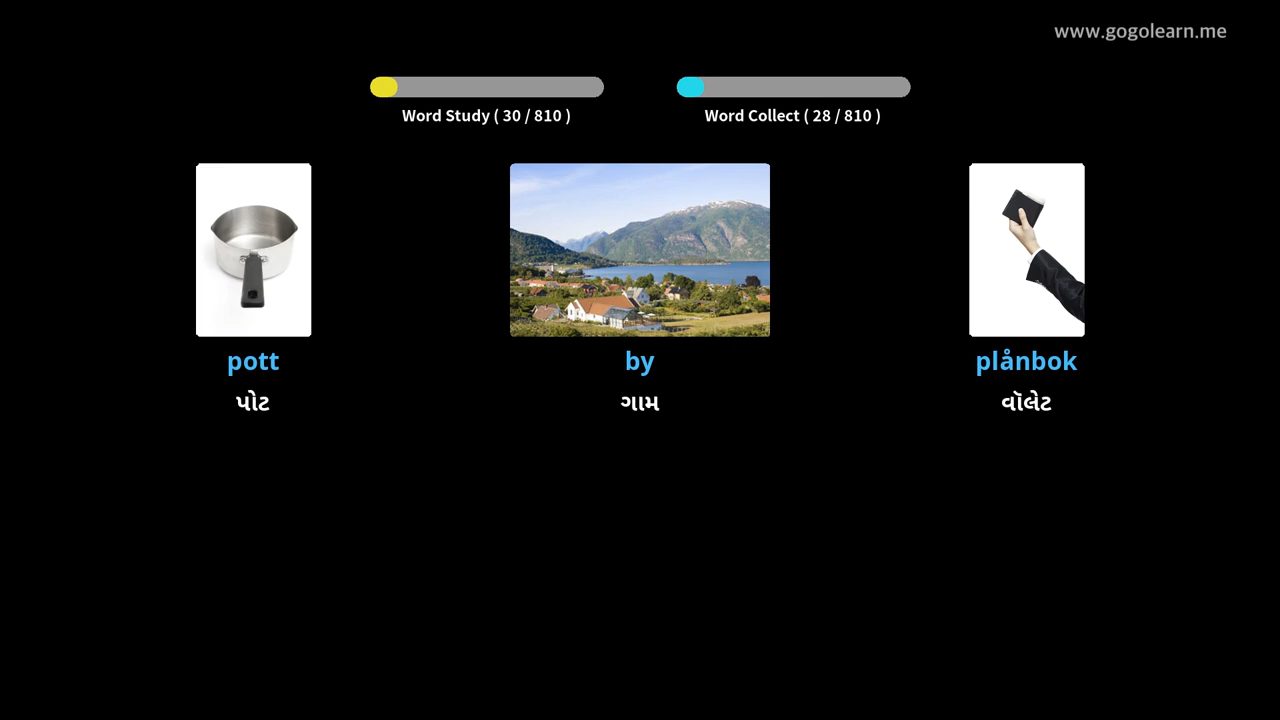 www.gogolearn.me
Word Study ( 30 / 810 )
Word Collect ( 28 / 810 )
pott
by
plånbok
પોટ
ગામ
વૉલેટ